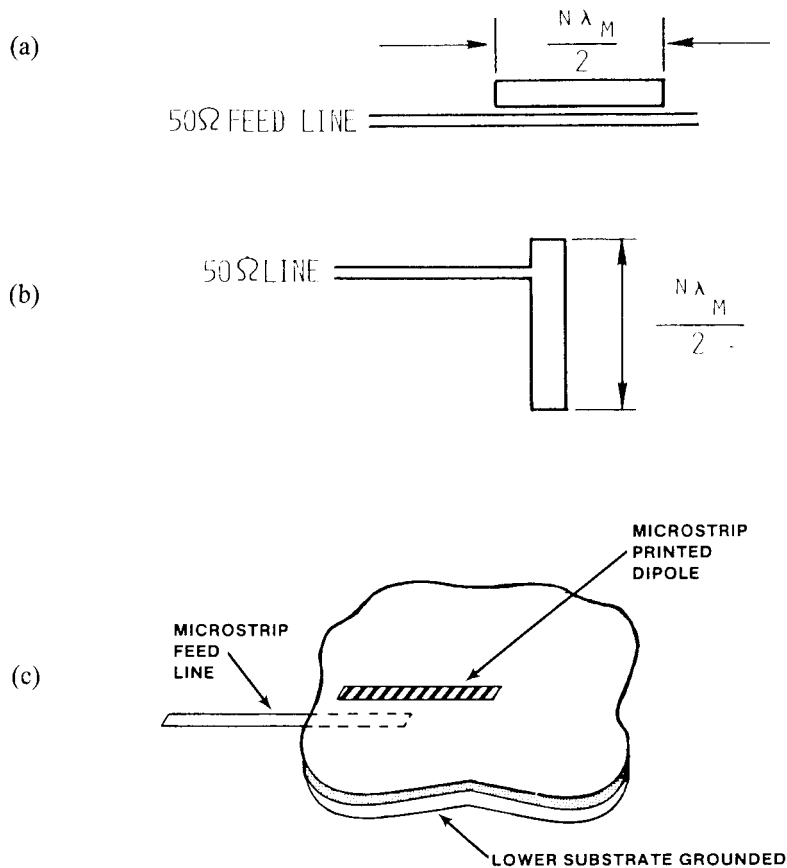 (a)
N λ M
2
50Ω FEED LINE
(b)
50Ω LINE
N λ M
2
(c)
MICROSTRIP
PRINTED
DIPOLE
MICROSTRIP
FEED
LINE
LOWER SUBSTRATE GROUNDED